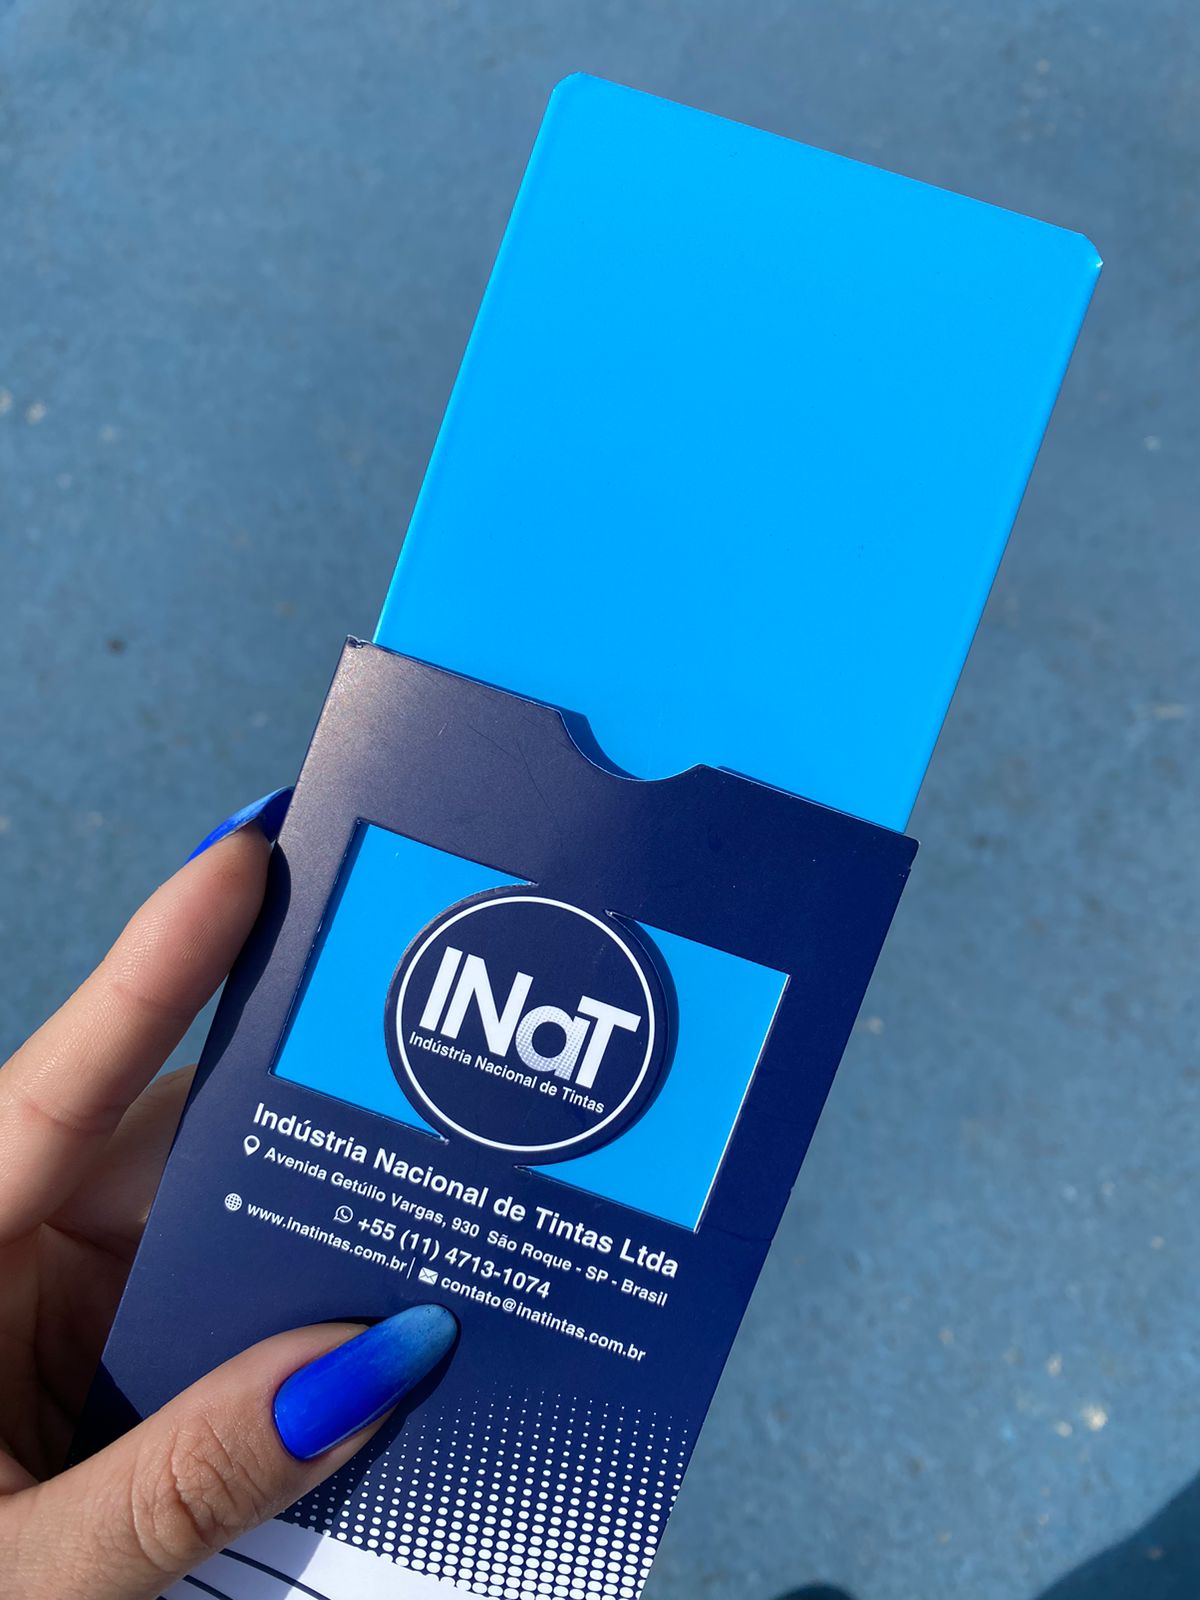 INaT
Indústria Nacional de Tintas
Indústria Nacional de Tintas Ltda
Avenida Getúlio Vargas, 930 São Roque - SP - Brasil
+55 (11) 4713-1074
www.inatintas.com.br | contato@inatintas.com.br